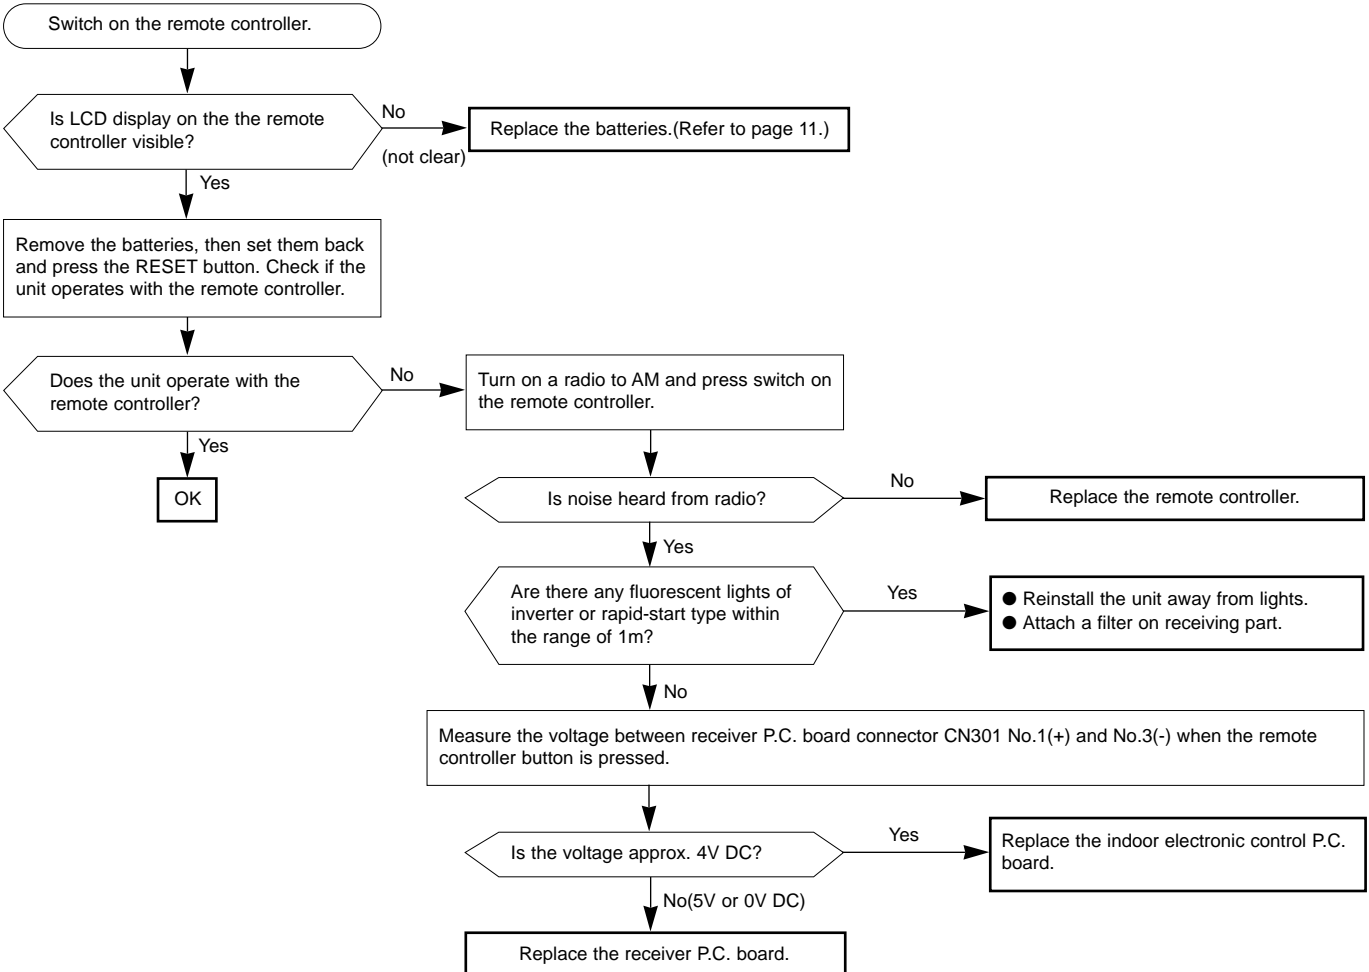 Switch on the remote controller.
Is LCD display on the the remote
controller visible?
No
(not clear)
Replace the batteries.(Refer to page 11.)
Yes
Remove the batteries, then set them back
and press the RESET button. Check if the
unit operates with the remote controller.
Does the unit operate with the
remote controller?
No
Turn on a radio to AM and press switch on
the remote controller.
Yes
OK
Is noise heard from radio?
No
Replace the remote controller.
Yes
Are there any fluorescent lights of
inverter or rapid-start type within
the range of 1m?
Yes
● Reinstall the unit away from lights.
● Attach a filter on receiving part.
No
Measure the voltage between receiver P.C. board connector CN301 No.1(+) and No.3(-) when the remote
controller button is pressed.
Is the voltage approx. 4V DC?
Yes
Replace the indoor electronic control P.C.
board.
No(5V or 0V DC)
Replace the receiver P.C. board.